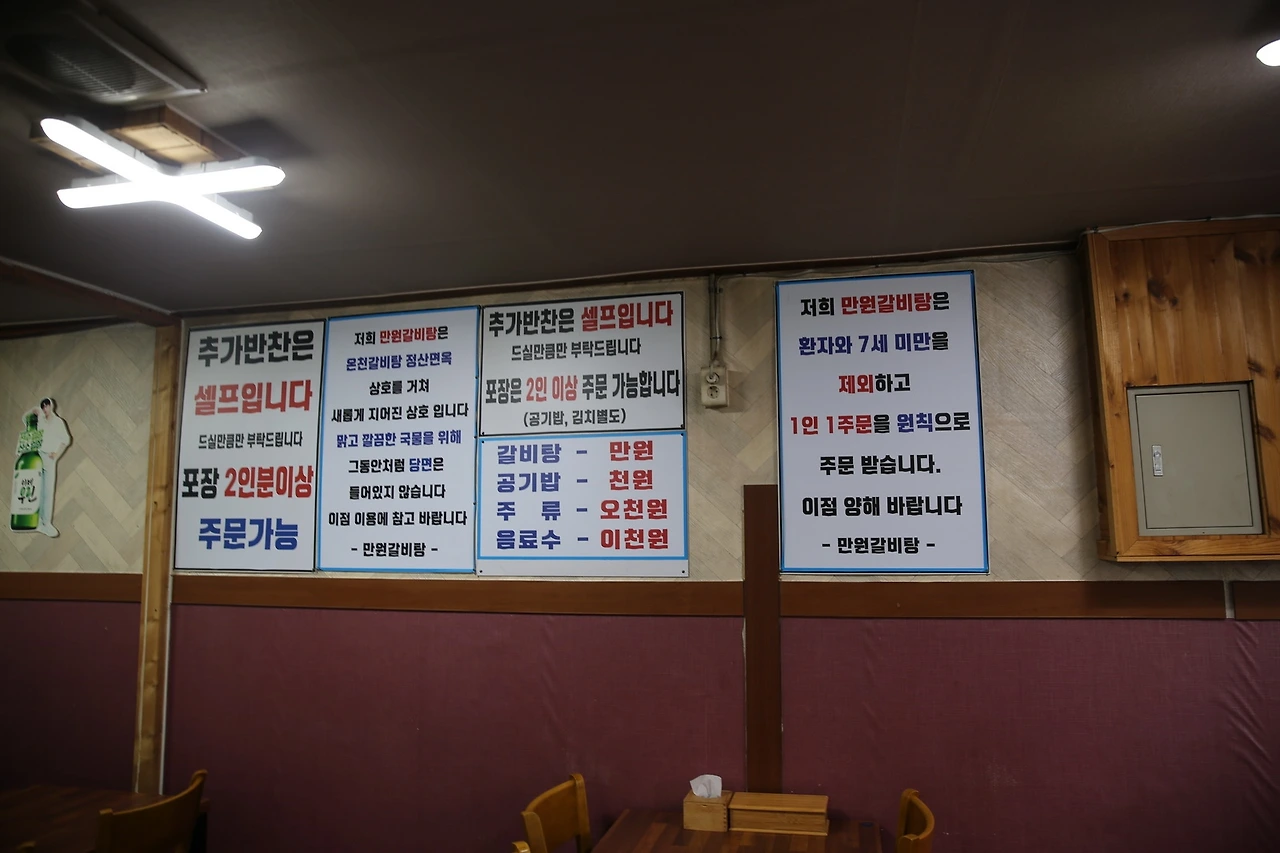 추가반찬은
셀프입니다
드실만큼만 부탁드립니다
포장 2인분이상
주문가능
저희 만원갈비탕은
온천갈비탕 정산면옥
상호를 거쳐
새롭게 지어진 상호 입니다
맑고 깔끔한 국물을 위해
그동안처럼 당면은
들어있지 않습니다
이점 이용에 참고 바랍니다
- 만원갈비탕 -
추가반찬은 셀프입니다
드실만큼만 부탁드립니다
포장은 2인 이상 주문 가능합니다
(공기밥, 김치별도)
갈비탕 - 만원
공기밥 - 천원
주 류 - 오천원
음료수 - 이천원
저희 만원갈비탕은
환자와 7세 미만을
제외하고
1인 1주문을 원칙으로
주문 받습니다.
이점 양해 바랍니다
- 만원갈비탕 -